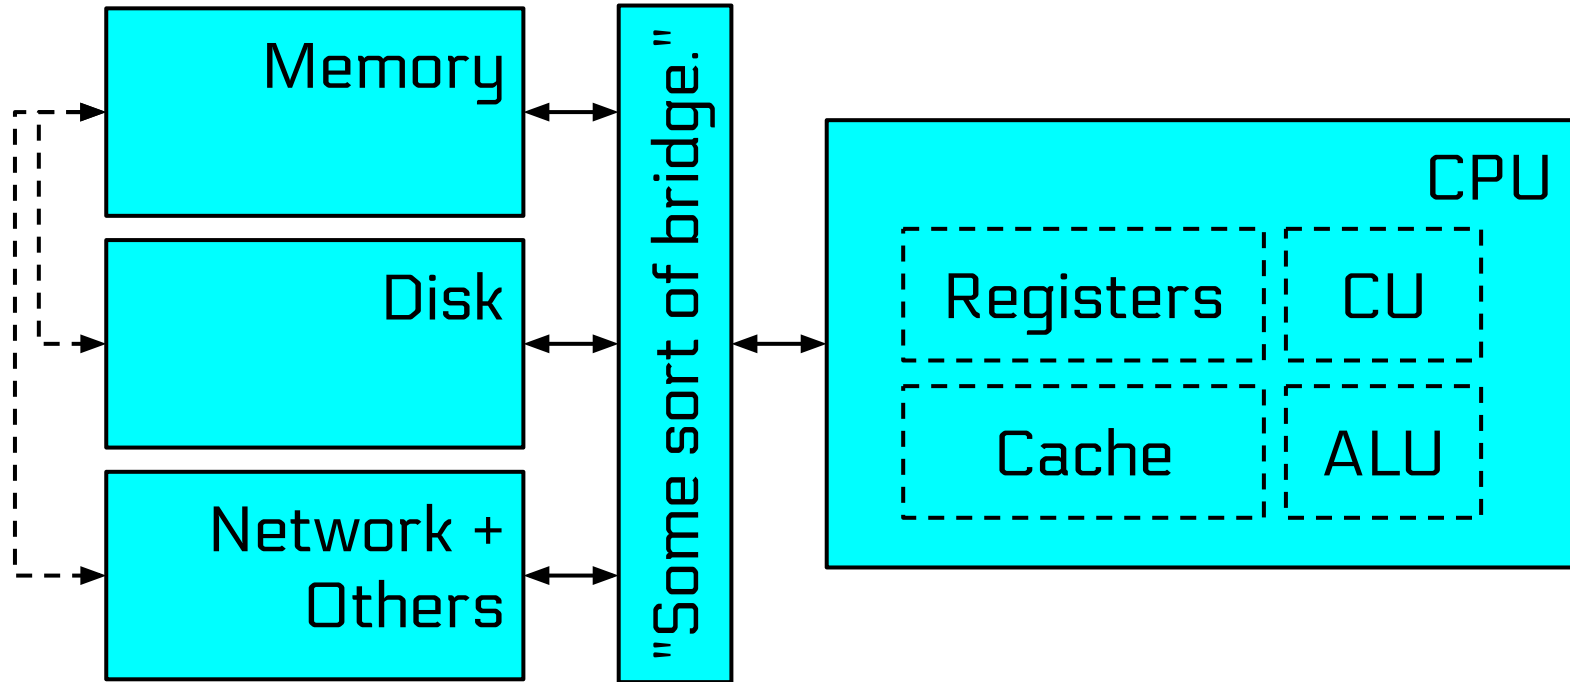 Memory
Disk
Network +
Others
"Some sort of bridge."
CPU
Registers
CU
Cache
ALU